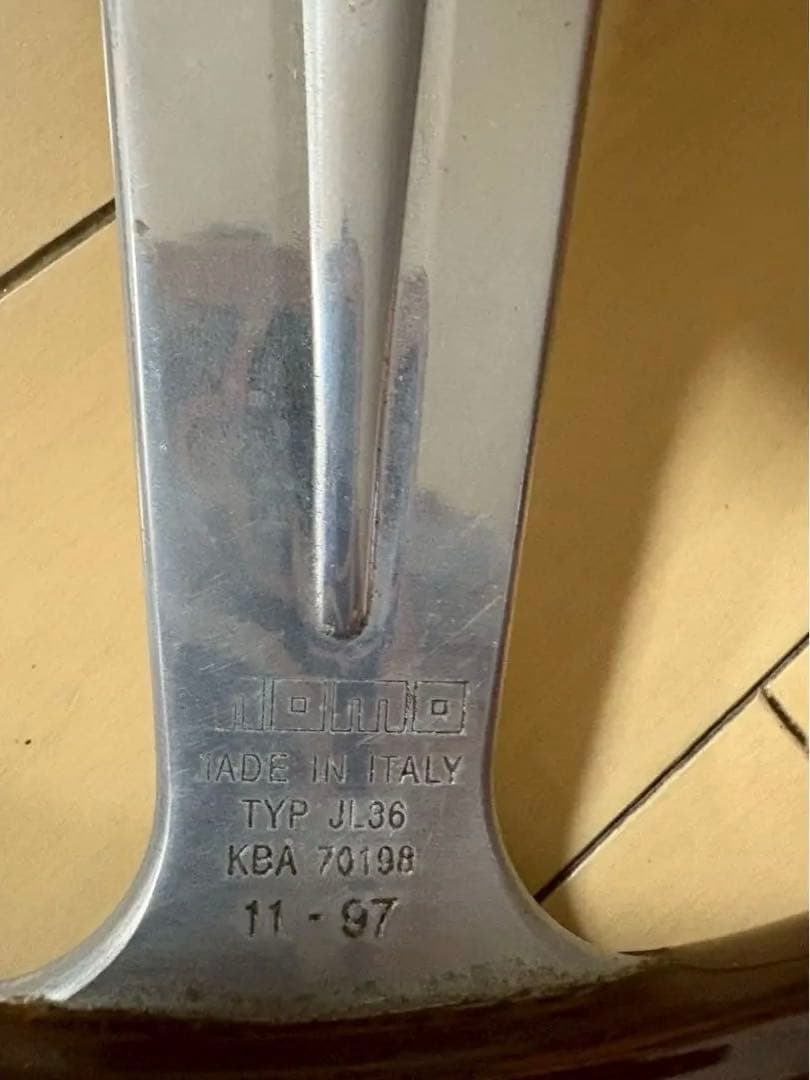 momo
MADE IN ITALY
TYP JL36
KBA 70198
11 - 97